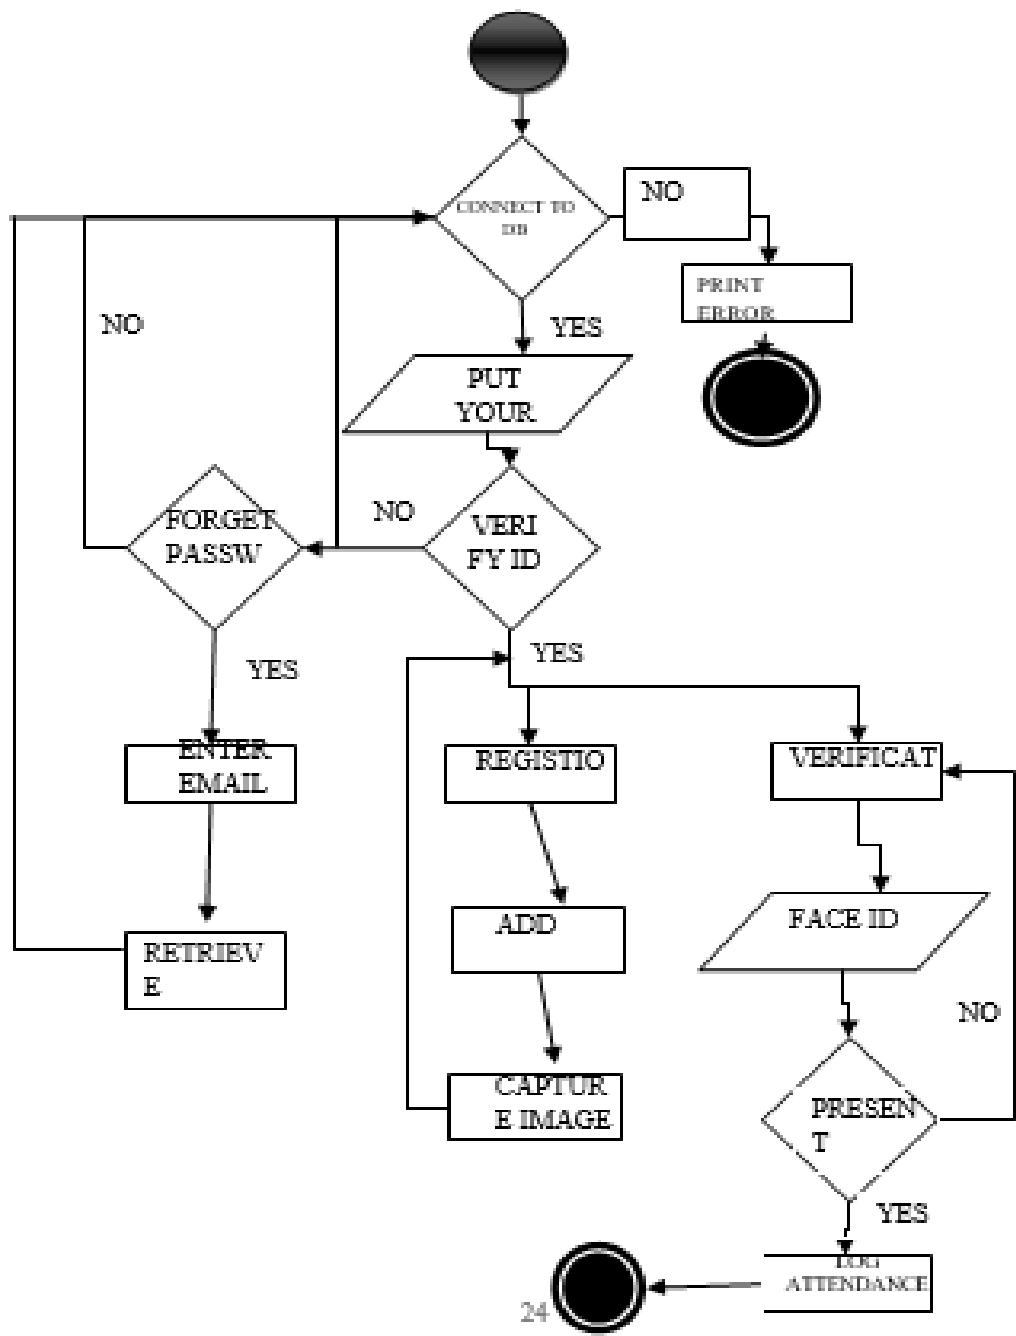 CONNECT TO
DB
NO
PRINT
ERROR
NO
YES
PUT
YOUR
FORGET
PASSW
NO
VERI
FY ID
YES
YES
ENTER
EMAIL
REGISTIO
VERIFICAT
RETRIEV
E
ADD
FACE ID
NO
CAPTUR
E IMAGE
PRESEN
T
YES
LOG
ATTENDANCE
24